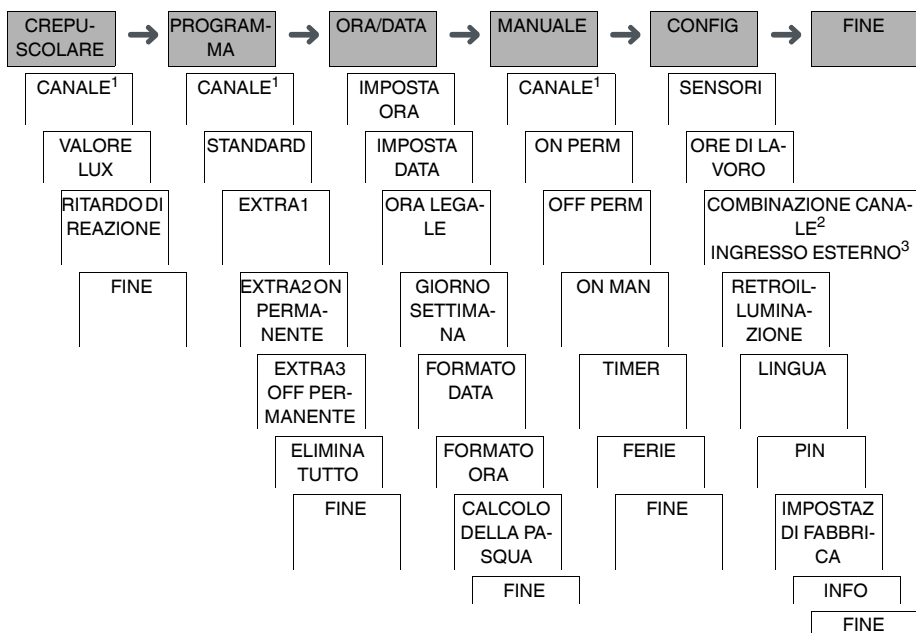 CREPU-
SCOLARE
PROGRAM-
MA
ORA/DATA
MANUALE
CONFIG
FINE
CANALE1
VALORE
LUX
RITARDO DI
REAZIONE
FINE
CANALE1
STANDARD
EXTRA1
EXTRA2 ON
PERMA-
NENTE
EXTRA3
OFF PER-
MANENTE
ELIMINA
TUTTO
FINE
IMPOSTA
ORA
IMPOSTA
DATA
ORA LEGA-
LE
GIORNO
SETTIMA-
NA
FORMATO
DATA
FORMATO
ORA
CALCOLO
DELLA PA-
SQUA
FINE
CANALE1
ON PERM
OFF PERM
ON MAN
TIMER
FERIE
FINE
SENSORI
ORE DI LA-
VORO
COMBINAZIONE CANA-
LE2
INGRESSO ESTERNO3
RETROIL-
LUMINA-
ZIONE
LINGUA
PIN
IMPOSTAZ
DI FABBRI-
CA
INFO
FINE